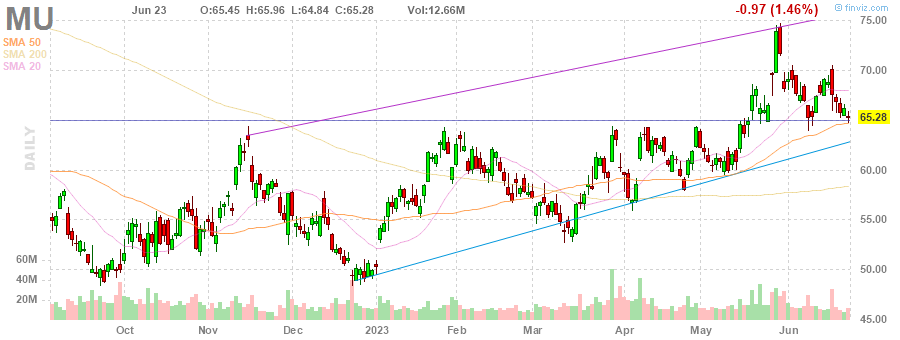 MU Jun 23 O:65.45 H:65.96 L:64.84 C:65.28 Vol:12.66M -0.97 (1.46%) © finviz.com
SMA 50
SMA 200
SMA 20
75.00
70.00
65.28
60.00
55.00
50.00
45.00
DAILY
60M
40M
20M
Oct Nov Dec 2023 Feb Mar Apr May Jun